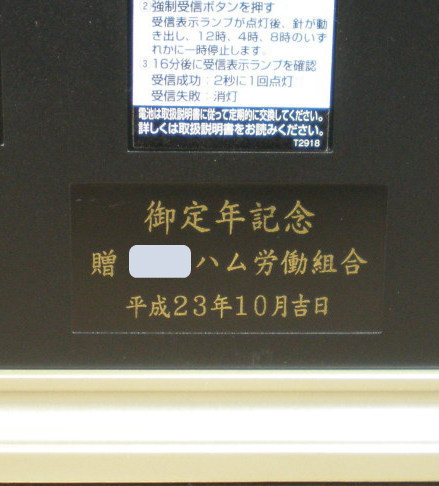 2 強制受信ボタンを押す
受信表示ランプが点灯後、針が動
き出し、12時、4時、8時のいず
れかに一時停止します。
3 16分後に受信表示ランプを確認
受信成功：2秒に1回点灯
受信失敗：消灯
電池は取扱説明書に従って定期的に交換してください。
詳しくは取扱説明書をお読みください。
T2918
御定年記念
贈 ハム労働組合
平成23年10月吉日